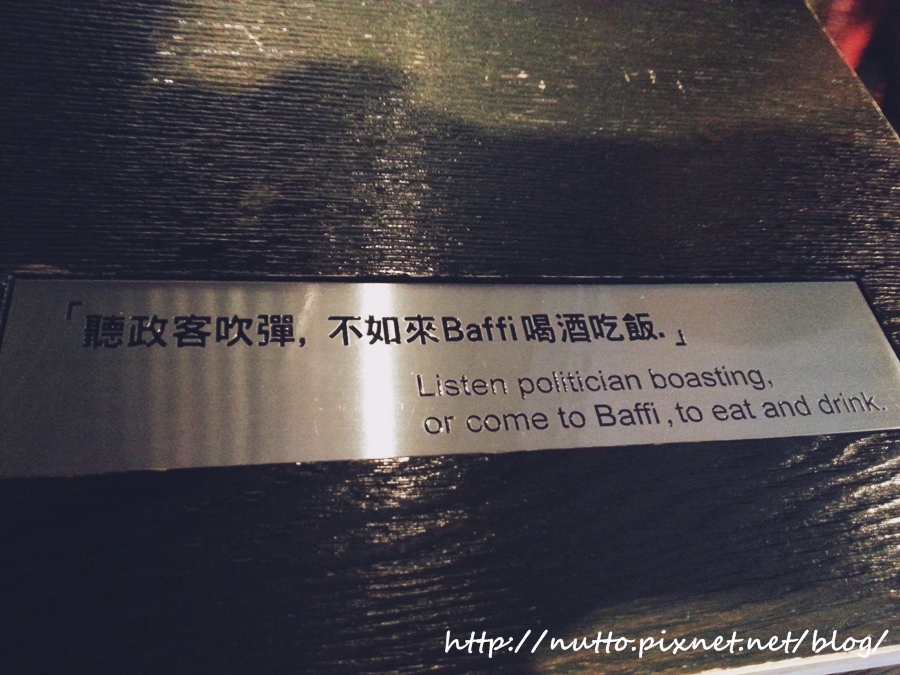 「聽政客吹彈, 不如來Baffi喝酒吃飯.」
Listen politician boasting,
or come to Baffi ,to eat and drink.
http://nutto.pixnet.net/blog/